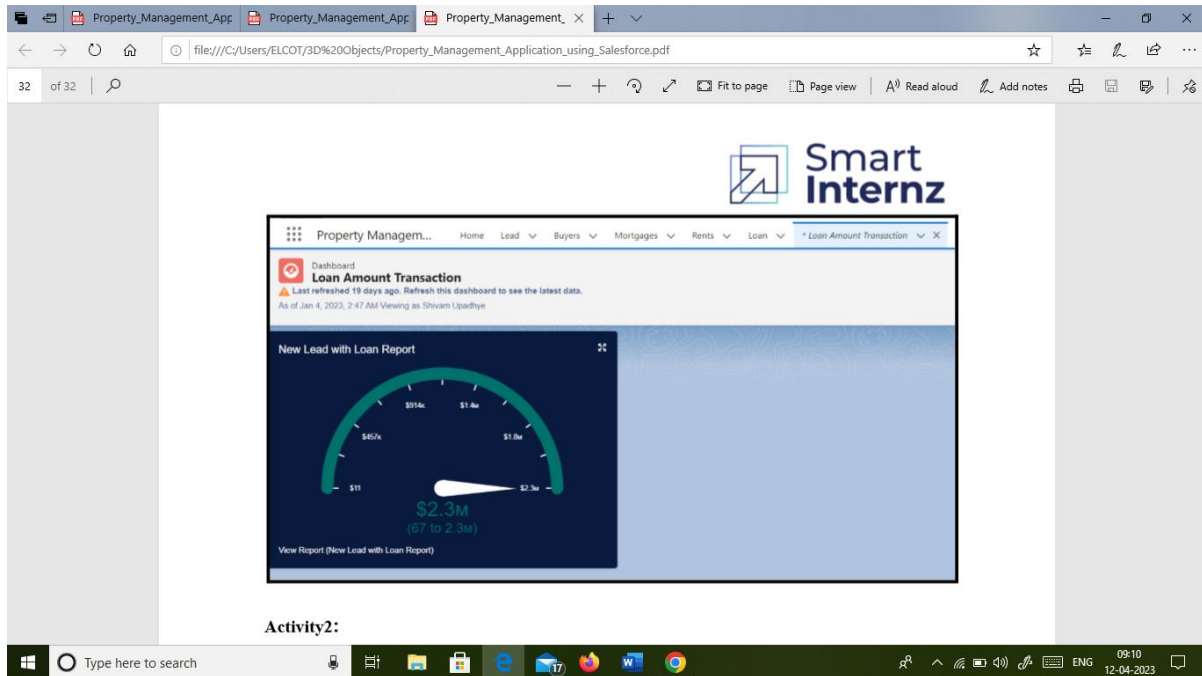 Property_Management_App
Property_Management_App
Property_Management_
file:///C:/Users/ELCOT/3D%20Objects/Property_Management_Application_using_Salesforce.pdf
32 of 32
Fit to page
Page view
Read aloud
Add notes
Smart
Internz
Property Managem...
Home
Lead
Buyers
Mortgages
Rents
Loan
* Loan Amount Transaction
Dashboard
Loan Amount Transaction
Last refreshed 19 days ago. Refresh this dashboard to see the latest data.
As of Jan 4, 2023, 2:47 AM Viewing as Shivam Upadhye
New Lead with Loan Report
$914K
$1.4M
$457K
$1.8M
$11
$2.3M
$2.3M
(67 to 2.3M)
View Report (New Lead with Loan Report)
Activity2:
Type here to search
17
ENG
09:10
12-04-2023